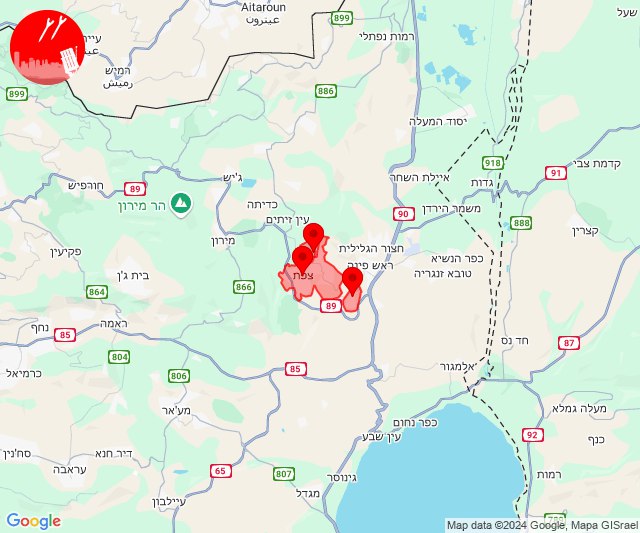 Aitaroun
עיטרון
899
רמות נפתלי
שעל
רמיש
899
886
יסוד המעלה
918
קדמת צבי
91
ג'יש
איילת השחר
גדות
חורפיש
89
הר מירון
כדיתה
90
משמר הירדן
888
עין זיתים
קצרין
מירון
חצור הגלילית
פקיעין
כפר הנשיא
ראש פינה
בית ג'ן
צפת
טובא זנגריה
866
864
89
ראמה
85
נחף
חד נס
87
804
85
אלמגור
כרמיאל
806
מע'אר
מעלה גמלא
כפר נחום
92
כנף
עין שבע
סח'נין
דיר חנא
עראבה
65
807
גינוסר
רמות
מגדל
עיילבון
Google
Map data ©2024 Google, Mapa GISrael